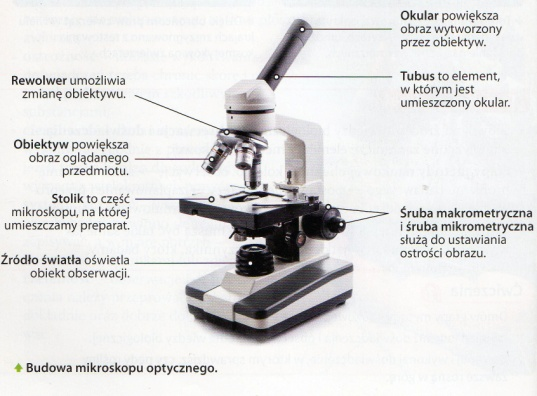 Okular powiększa
obraz wytworzony
przez obiektyw.
Rewolwer umożliwia
zmianę obiektywu.
Tubus to element,
w którym jest
umieszczony okular.
Obiektyw powiększa
obraz oglądanego
przedmiotu.
Stolik to część
mikroskopu, na której
umieszczamy preparat.
Śruba makrometryczna
i śruba mikrometryczna
służą do ustawiania
ostrości obrazu.
Źródło światła oświetla
obiekt obserwacji.
Budowa mikroskopu optycznego.